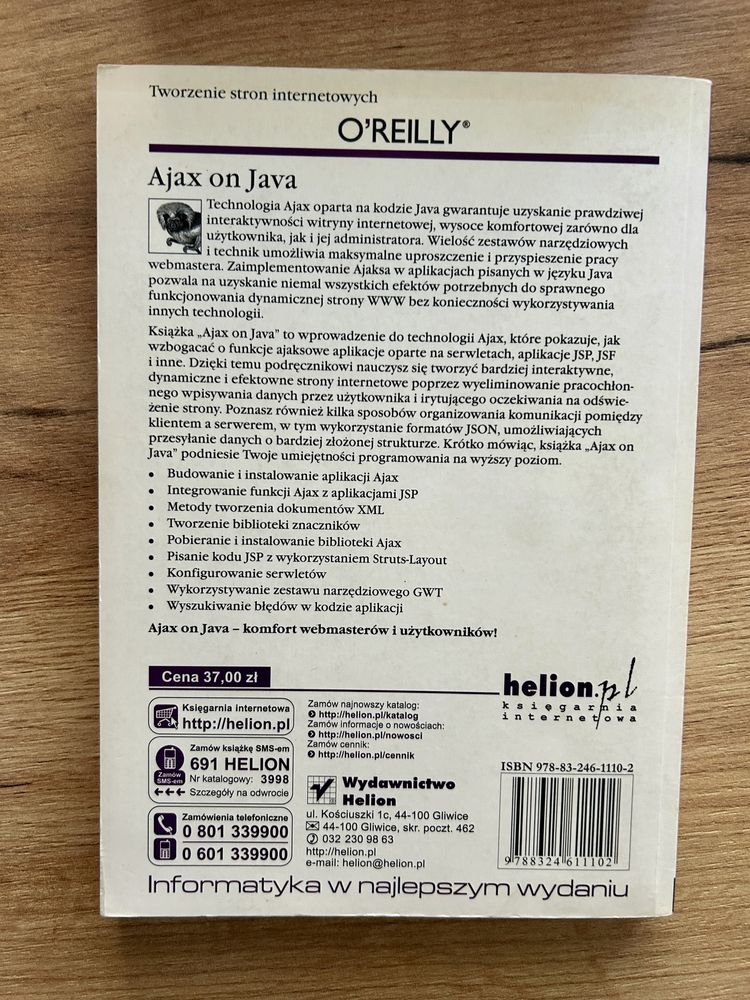 Tworzenie stron internetowych
O'REILLY®
Ajax on Java
Technologia Ajax oparta na kodzie Java gwarantuje uzyskanie prawdziwej
interaktywności witryny internetowej, wysoce komfortowej zarówno dla
użytkownika, jak i jej administratora. Wielość zestawów narzędziowych
i technik umożliwia maksymalne uproszczenie i przyspieszenie pracy
webmastera. Zaimplementowanie Ajaksa w aplikacjach pisanych w języku Java
pozwala na uzyskanie niemal wszystkich efektów potrzebnych do sprawnego
funkcjonowania dynamicznej strony WWW bez konieczności wykorzystywania
innych technologii.
Książka „Ajax on Java" to wprowadzenie do technologii Ajax, które pokazuje, jak
wzbogacać o funkcje ajaksowe aplikacje oparte na serwletach, aplikacje JSP, JSF
i inne. Dzięki temu podręcznikowi nauczysz się tworzyć bardziej interaktywne,
dynamiczne i efektowne strony internetowe poprzez wyeliminowanie pracochłon-
nego wpisywania danych przez użytkownika i irytującego oczekiwania na odświe-
żenie strony. Poznasz również kilka sposobów organizowania komunikacji pomiędzy
klientem a serwerem, w tym wykorzystanie formatów JSON, umożliwiających
przesyłanie danych o bardziej złożonej strukturze. Krótko mówiąc, książka „Ajax on
Java" podniesie Twoje umiejętności programowania na wyższy poziom.
• Budowanie i instalowanie aplikacji Ajax
• Integrowanie funkcji Ajax z aplikacjami JSP
• Metody tworzenia dokumentów XML
• Tworzenie biblioteki znaczników
• Pobieranie i instalowanie biblioteki Ajax
• Pisanie kodu JSP z wykorzystaniem Struts-Layout
• Konfigurowanie serwletów
• Wykorzystywanie zestawu narzędziowego GWT
• Wyszukiwanie błędów w kodzie aplikacji
Ajax on Java – komfort webmasterów i użytkowników!
Cena 37,00 zł
helion.pl
księgarnia
internetowa
Księgarnia internetowa
http://helion.pl
Zamów książkę SMS-em
691 HELION
Zamów
SMS-em
Nr katalogowy: 3998
Szczegóły na odwrocie
Zamówienia telefoniczne
0 801 339900
0 601 339900
Zamów najnowszy katalog:
http://helion.pl/katalog
Zamów informacje o nowościach:
http://helion.pl/nowosci
Zamów cennik:
http://helion.pl/cennik
Wydawnictwo
Helion
ul. Kościuszki 1c, 44-100 Gliwice
44-100 Gliwice, skr. poczt. 462
032 230 98 63
http://helion.pl
e-mail: helion@helion.pl
ISBN 978-83-246-1110-2
9 788324 611102
Informatyka w najlepszym wydaniu